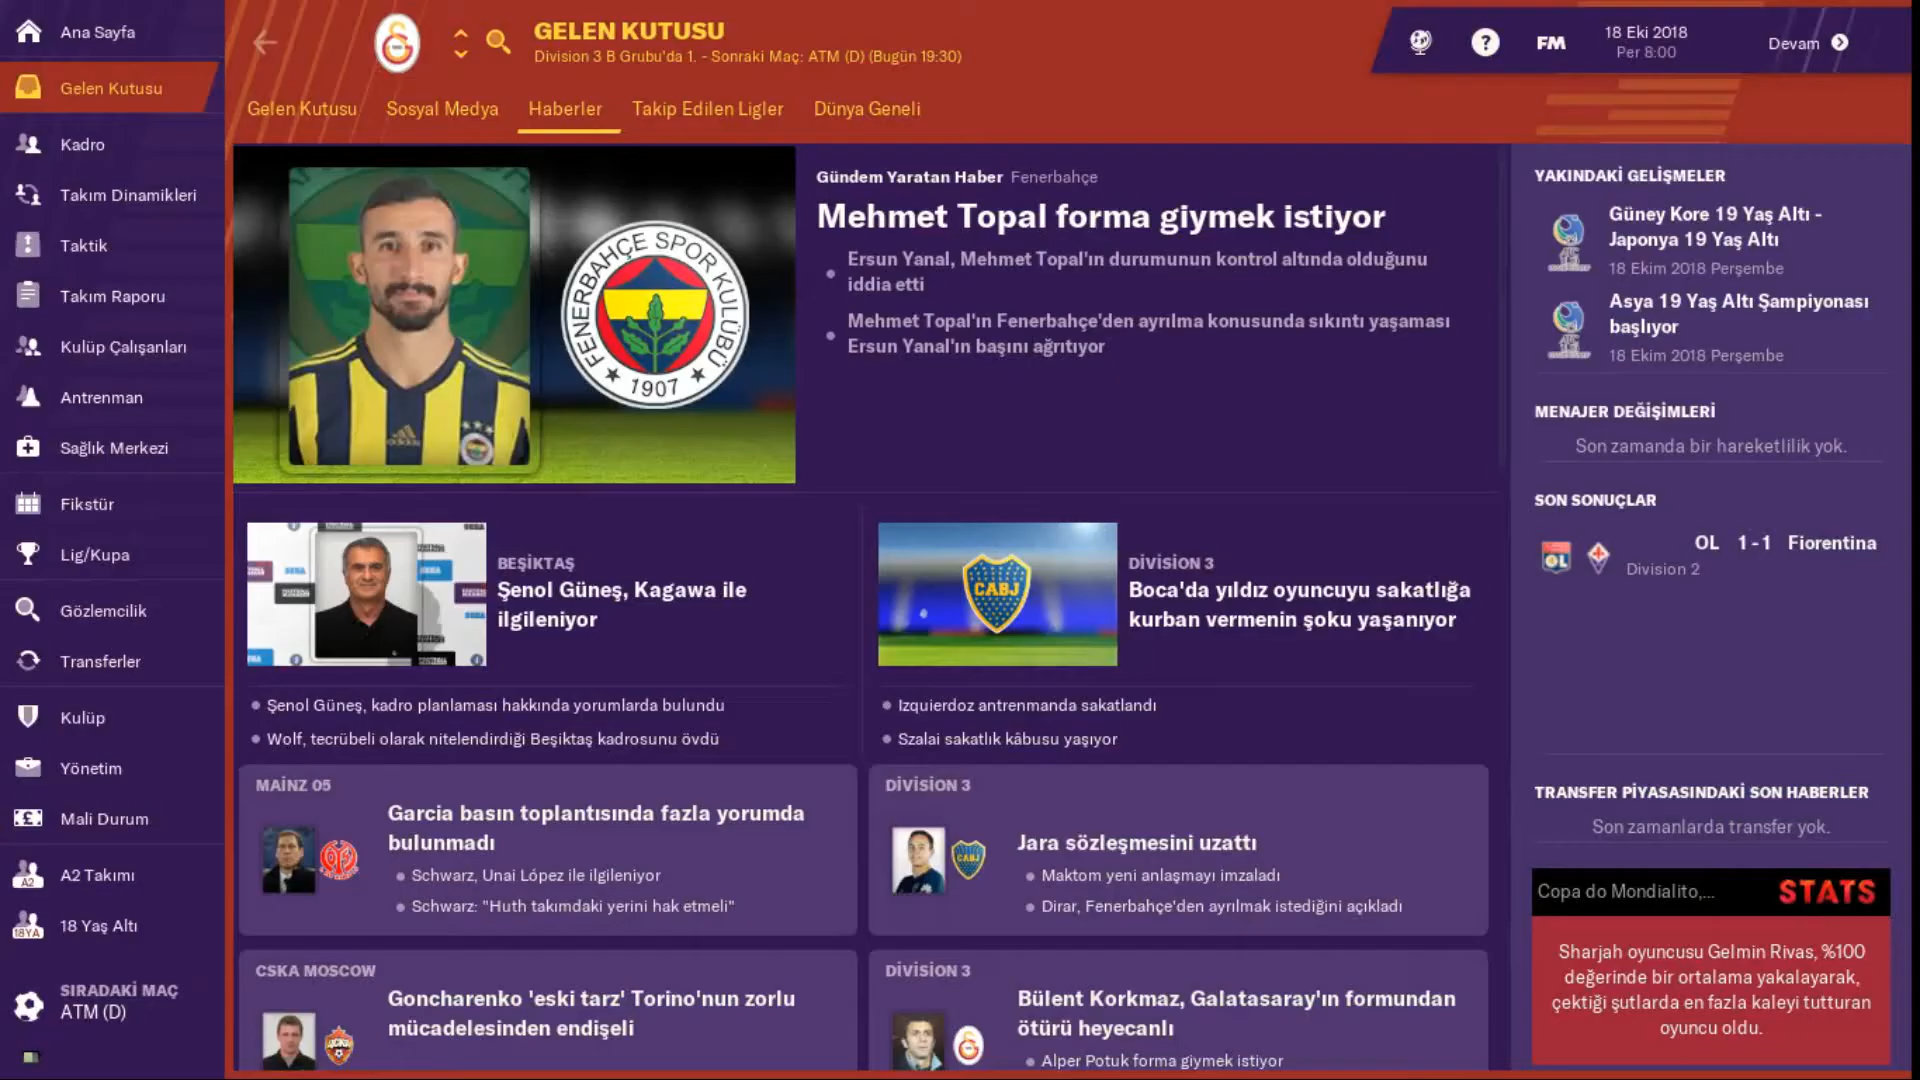 Ana Sayfa
Gelen Kutusu
Kadro
Takım Dinamikleri
Taktik
Takım Raporu
Kulüp Çalışanları
Antrenman
Sağlık Merkezi
Fikstür
Lig/Kupa
Gözlemcilik
Transferler
Kulüp
Yönetim
Mali Durum
A2
A2 Takımı
18YA
18 Yaş Altı
SIRADAKİ MAÇ
ATM (D)
GELEN KUTUSU
Division 3 B Grubu'da 1. - Sonraki Maç: ATM (D) (Bugün 19:30)
?
FM
18 Eki 2018
Per 8:00
Devam
Gelen Kutusu
Sosyal Medya
Haberler
Takip Edilen Ligler
Dünya Geneli
FENERBAHÇE SPOR KULÜBÜ
1907
Gündem Yaratan Haber Fenerbahçe
Mehmet Topal forma giymek istiyor
Ersun Yanal, Mehmet Topal'ın durumunun kontrol altında olduğunu
iddia etti
Mehmet Topal'ın Fenerbahçe'den ayrılma konusunda sıkıntı yaşaması
Ersun Yanal'ın başını ağrıtıyor
SEGA
BEŞİKTAŞ
Şenol Güneş, Kagawa ile
ilgileniyor
Şenol Güneş, kadro planlaması hakkında yorumlarda bulundu
Wolf, tecrübeli olarak nitelendirdiği Beşiktaş kadrosunu övdü
CABJ
DİVİSİON 3
Boca'da yıldız oyuncuyu sakatlığa
kurban vermenin şoku yaşanıyor
Izquierdoz antrenmanda sakatlandı
Szalai sakatlık kâbusu yaşıyor
MAİNZ 05
Garcia basın toplantısında fazla yorumda
bulunmadı
Schwarz, Unai López ile ilgileniyor
Schwarz: "Huth takımdaki yerini hak etmeli"
DİVİSİON 3
CABJ
Jara sözleşmesini uzattı
Maktom yeni anlaşmayı imzaladı
Dirar, Fenerbahçe'den ayrılmak istediğini açıkladı
CSKA MOSCOW
Goncharenko 'eski tarz' Torino'nun zorlu
mücadelesinden endişeli
DİVİSİON 3
Bülent Korkmaz, Galatasaray'ın formundan
ötürü heyecanlı
Alper Potuk forma giymek istiyor
YAKINDAKİ GELİŞMELER
Güney Kore 19 Yaş Altı -
Japonya 19 Yaş Altı
18 Ekim 2018 Perşembe
Asya 19 Yaş Altı Şampiyonası
başlıyor
18 Ekim 2018 Perşembe
MENAJER DEĞİŞİMLERİ
Son zamanda bir hareketlilik yok.
SON SONUÇLAR
OL
OL 1 - 1 Fiorentina
Division 2
TRANSFER PİYASASINDAKİ SON HABERLER
Son zamanlarda transfer yok.
Copa do Mondialito,...
STATS
Sharjah oyuncusu Gelmin Rivas, %100
değerinde bir ortalama yakalayarak,
çektiği şutlarda en fazla kaleyi tutturan
oyuncu oldu.